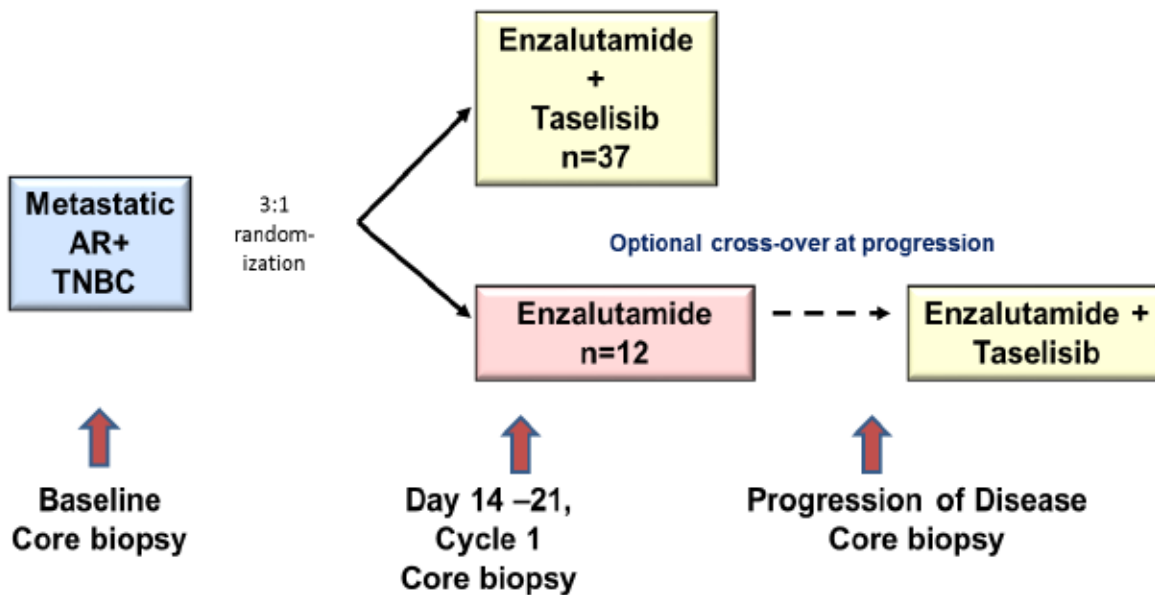 Metastatic
AR+
TNBC
3:1
random-
ization
Enzalutamide
+
Taselisib
n=37
Optional cross-over at progression
Enzalutamide
n=12
Enzalutamide +
Taselisib
Baseline
Core biopsy
Day 14 –21,
Cycle 1
Core biopsy
Progression of Disease
Core biopsy